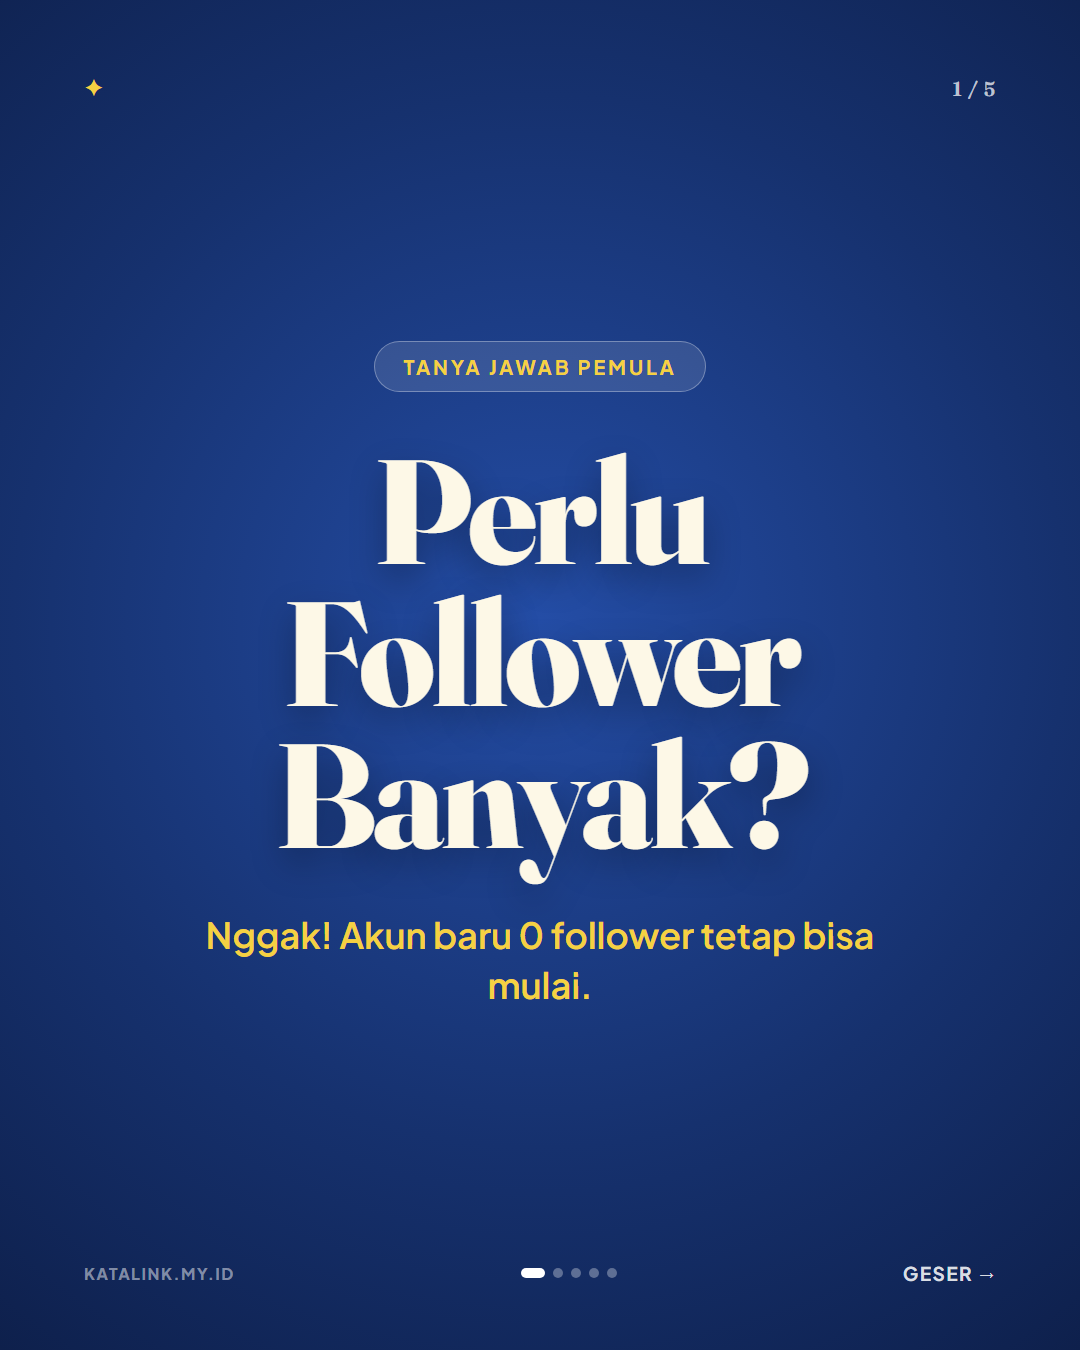 ✦
1 / 5
TANYA JAWAB PEMULA
Perlu
Follower
Banyak?
Nggak! Akun baru 0 follower tetap bisa
mulai.
KATALINK.MY.ID
GESER →